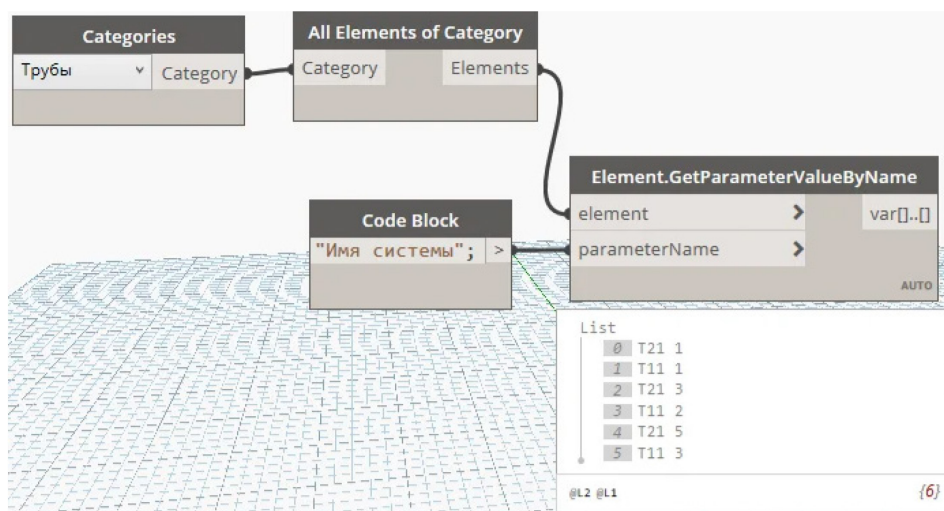 Categories
Трубы
Category
All Elements of Category
Category
Elements
Code Block
"Имя системы";
>
Element.GetParameterValueByName
element
>
var[]..[]
parameterName
>
AUTO
List
0 T21 1
1 T11 1
2 T21 3
3 T11 2
4 T21 5
5 T11 3
@L2 @L1
{6}